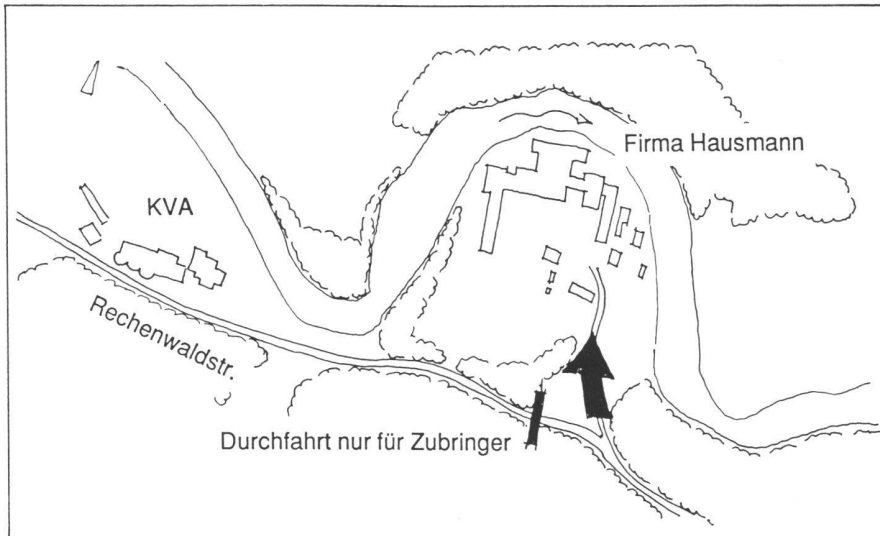 Firma Hausmann
KVA
Rechenwaldstr.
Durchfahrt nur für Zubringer